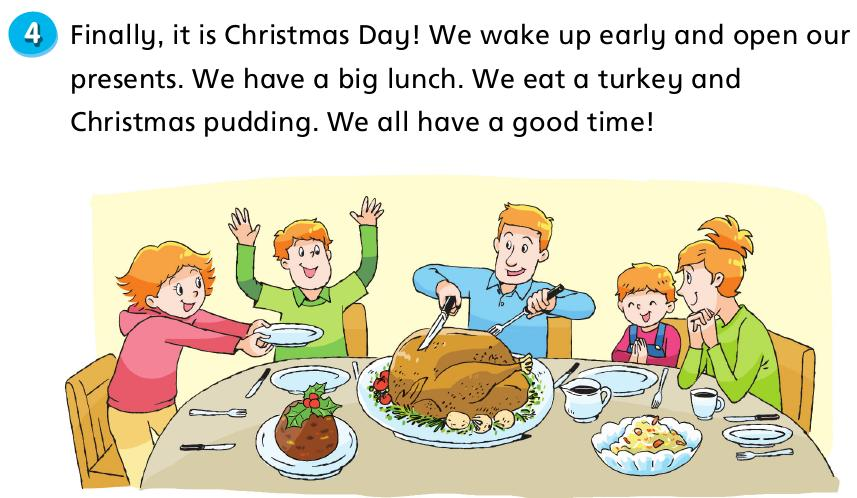 4 Finally, it is Christmas Day! We wake up early and open our
presents. We have a big lunch. We eat a turkey and
Christmas pudding. We all have a good time!